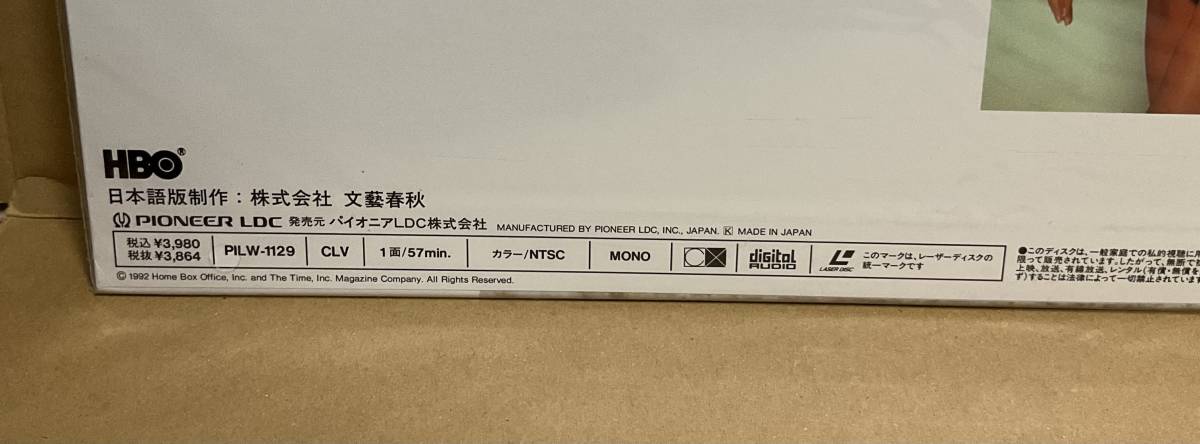 HBO®
日本語版制作：株式会社 文藝春秋
PIONEER LDC 発売元 パイオニアLDC株式会社 MANUFACTURED BY PIONEER LDC, INC., JAPAN. K MADE IN JAPAN
税込 ¥3,980
税抜 ¥3,864
PILW-1129
CLV
1面/57min.
カラー/NTSC
MONO
digital AUDIO
LASER DISC
このマークは、レーザーディスクの
統一マークです
©1992 Home Box Office, Inc. and The Time, Inc. Magazine Company. All Rights Reserved.
●このディスクは、一般家庭での私的視聴に用
限って販売されています。したがって、無断で
上映、放送、有線放送、レンタル(有償・無償を
ず)することは法律によって一切禁止されています